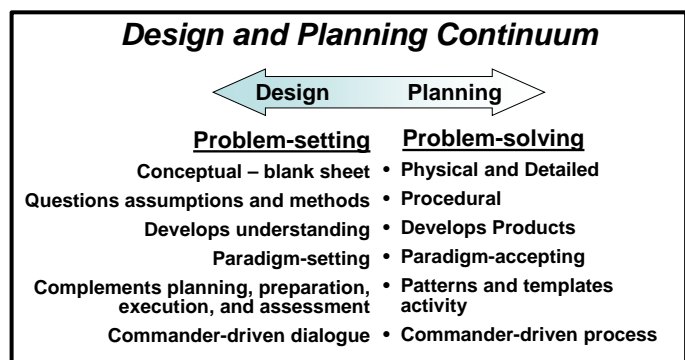 Design and Planning Continuum
Design Planning
Problem-setting Problem-solving
Conceptual – blank sheet • Physical and Detailed
Questions assumptions and methods • Procedural
Develops understanding • Develops Products
Paradigm-setting • Paradigm-accepting
Complements planning, preparation, • Patterns and templates
execution, and assessment activity
Commander-driven dialogue • Commander-driven process